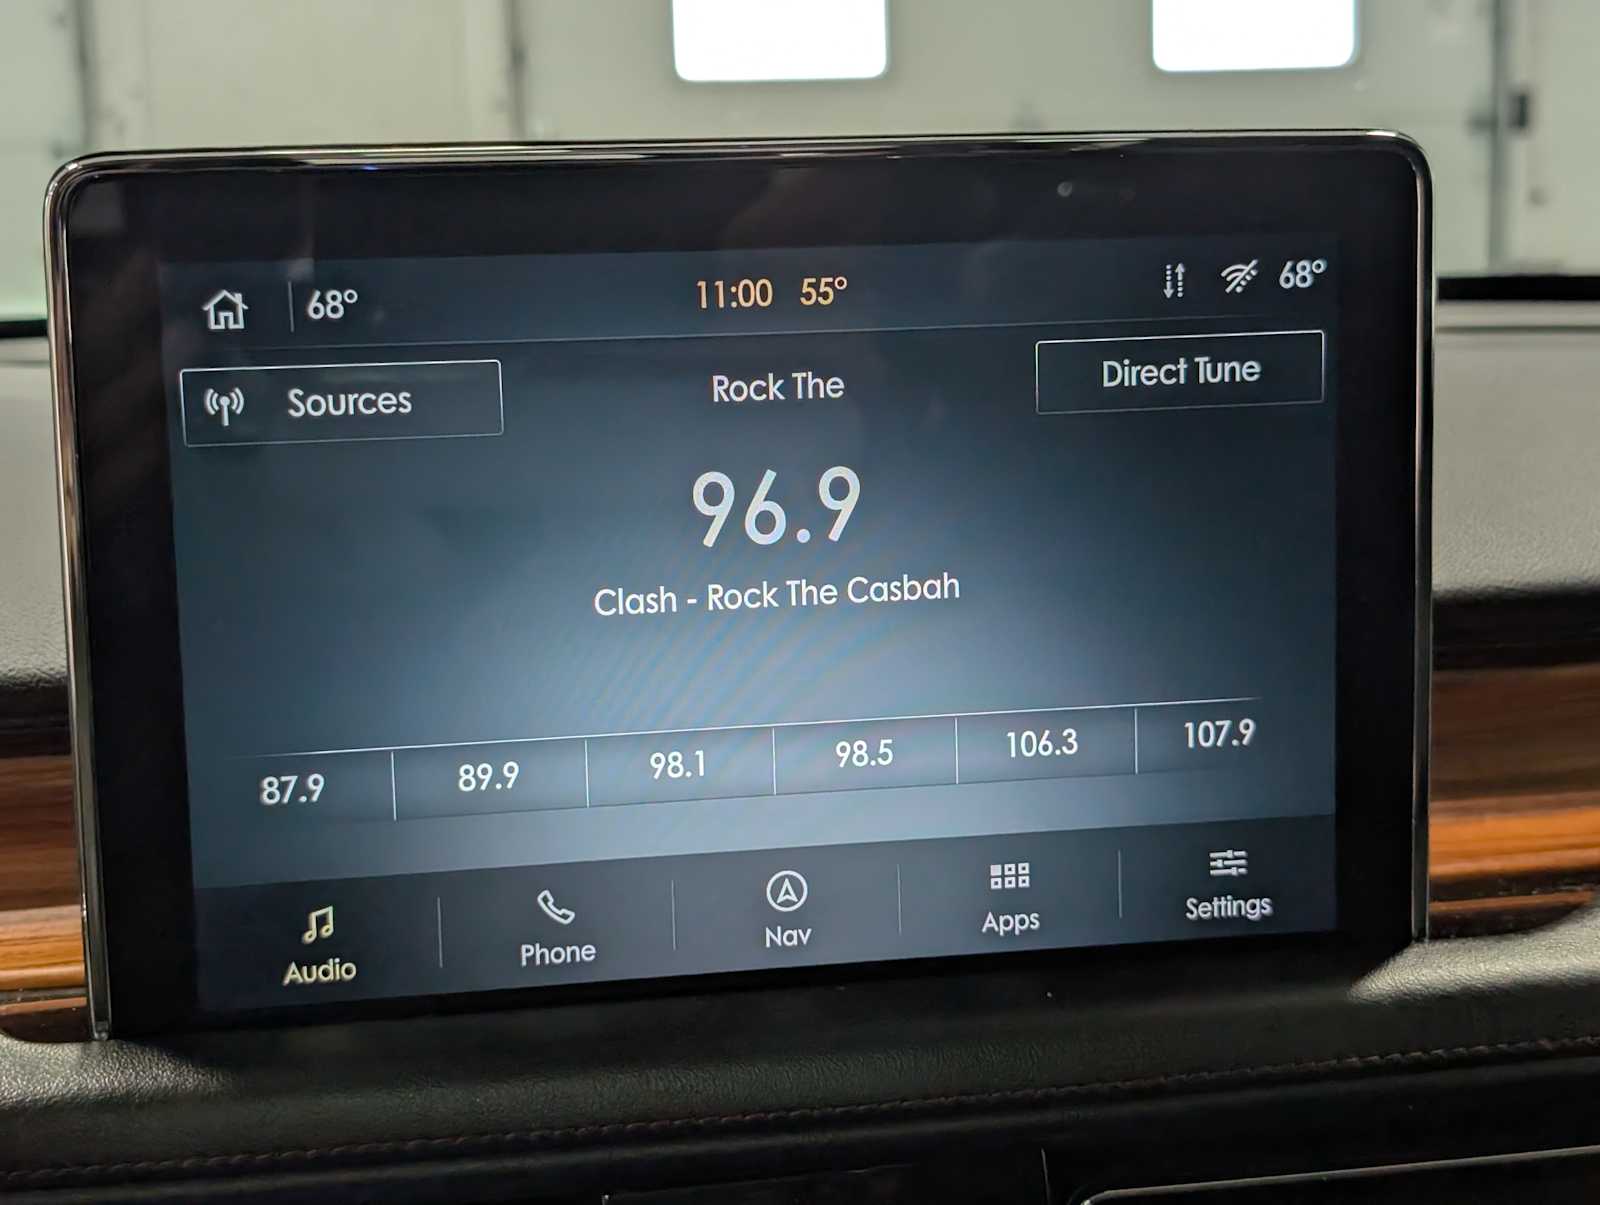 68° 11:00 55° 68°
Sources Rock The Direct Tune
96.9
Clash - Rock The Casbah
87.9 89.9 98.1 98.5 106.3 107.9
Audio Phone Nav Apps Settings